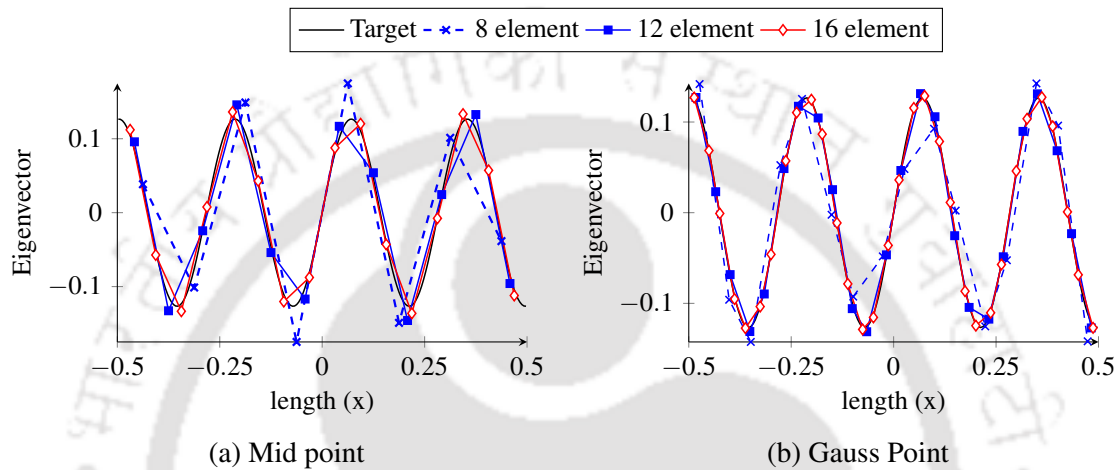 Target 8 element 12 element 16 element
Eigenvector
0.1
0
−0.1
−0.5 −0.25 0 0.25 0.5
length (x)
(a) Mid point
Eigenvector
0.1
0
−0.1
−0.5 −0.25 0 0.25 0.5
length (x)
(b) Gauss Point